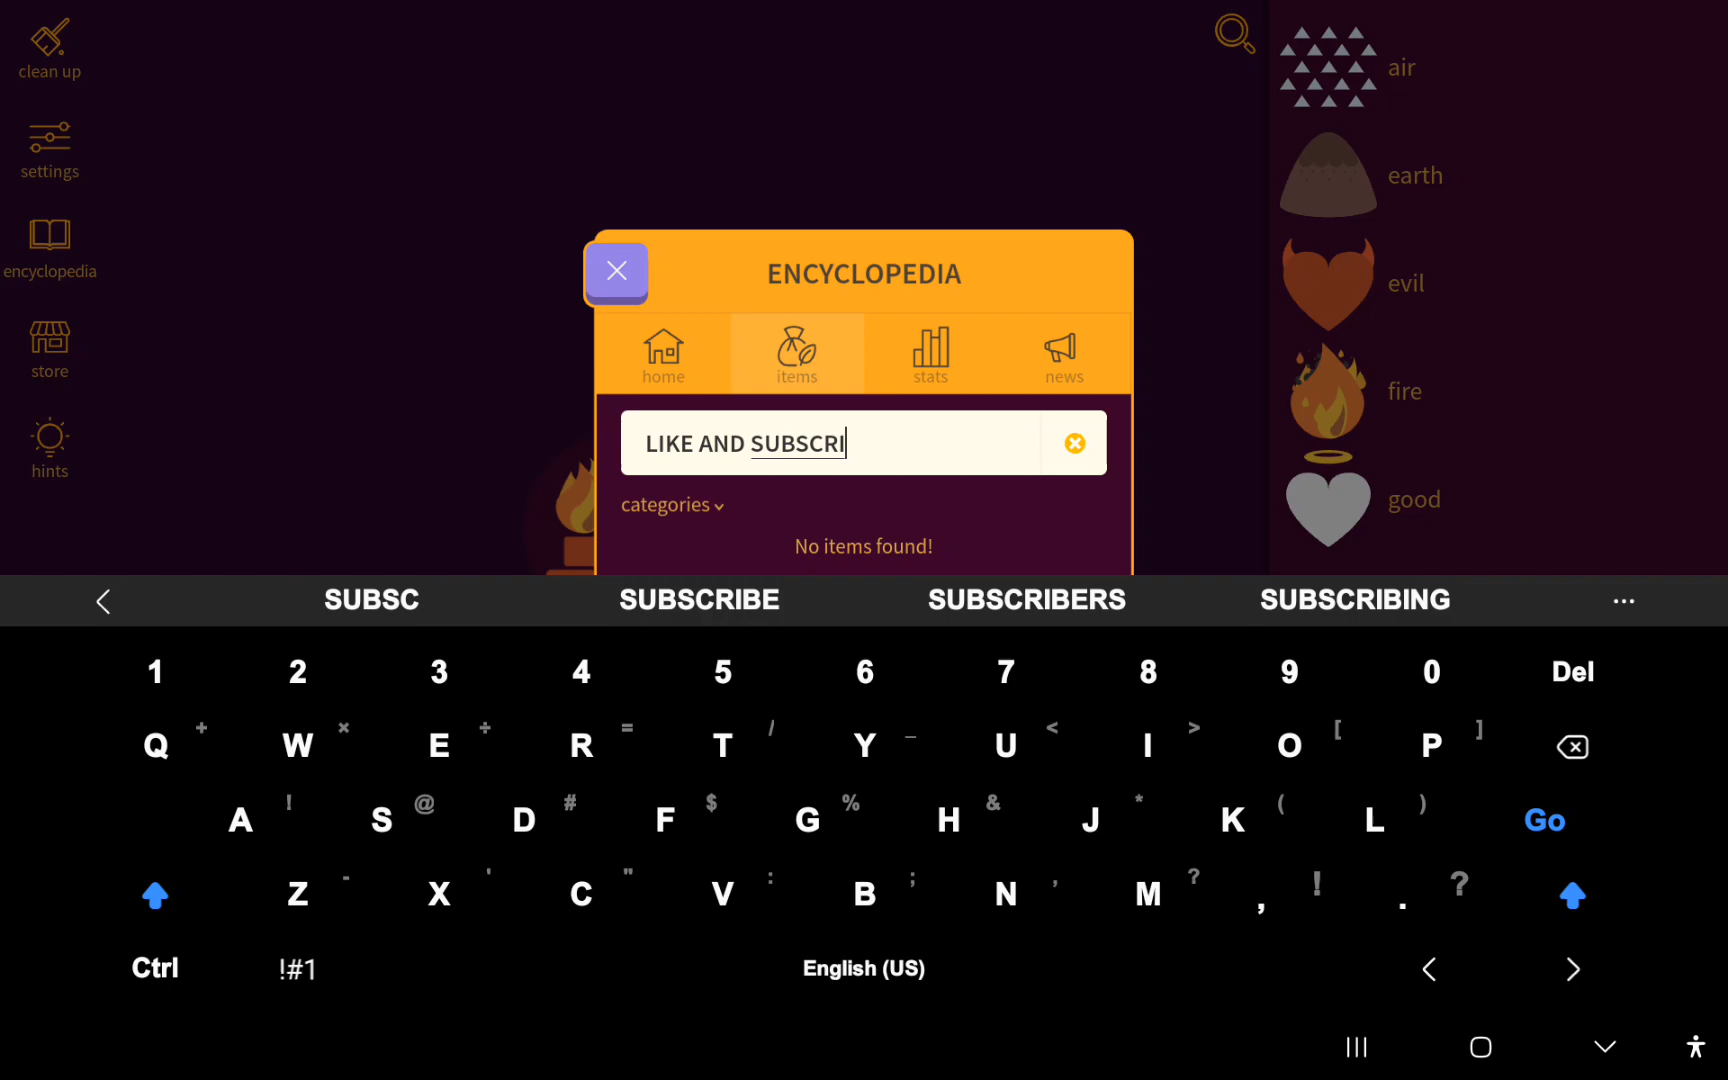 clean up
settings
encyclopedia
store
hints
air
earth
evil
fire
good
ENCYCLOPEDIA
home items stats news
LIKE AND SUBSCRI
categories
No items found!
SUBSC SUBSCRIBE SUBSCRIBERS SUBSCRIBING ...
1 2 3 4 5 6 7 8 9 0 Del
Q + W × E ÷ R = T / Y _ U < I > O [ P ]
A ! S @ D # F $ G % H & J * K ( L ) Go
Z - X ' C " V : B ; N , M ? , ! . ?
Ctrl !#1 English (US) < >